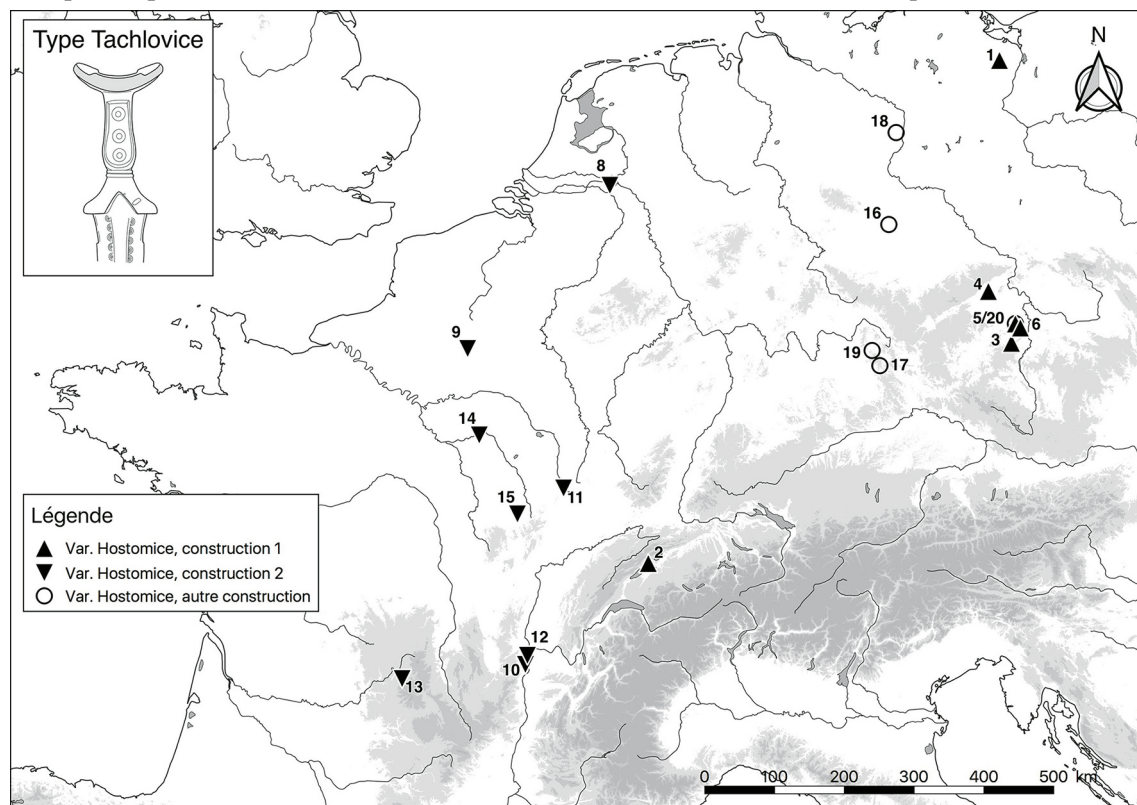 Type Tachlovice
N
1
18
8
16
4
5/20
6
3
9
19
17
14
15
11
2
12
10
13
Légende
Var. Hostomice, construction 1
Var. Hostomice, construction 2
Var. Hostomice, autre construction
0 100 200 300 400 500 km